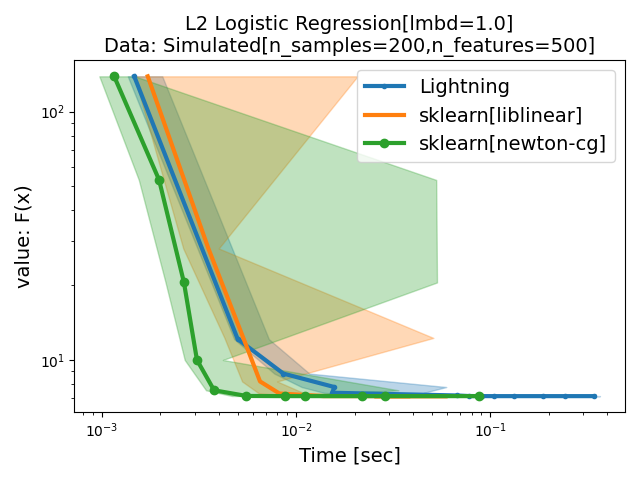 L2 Logistic Regression[lmbd=1.0]
Data: Simulated[n_samples=200,n_features=500]
Lightning
sklearn[liblinear]
sklearn[newton-cg]
value: F(x)
10²
10¹
10⁻³
10⁻²
10⁻¹
Time [sec]